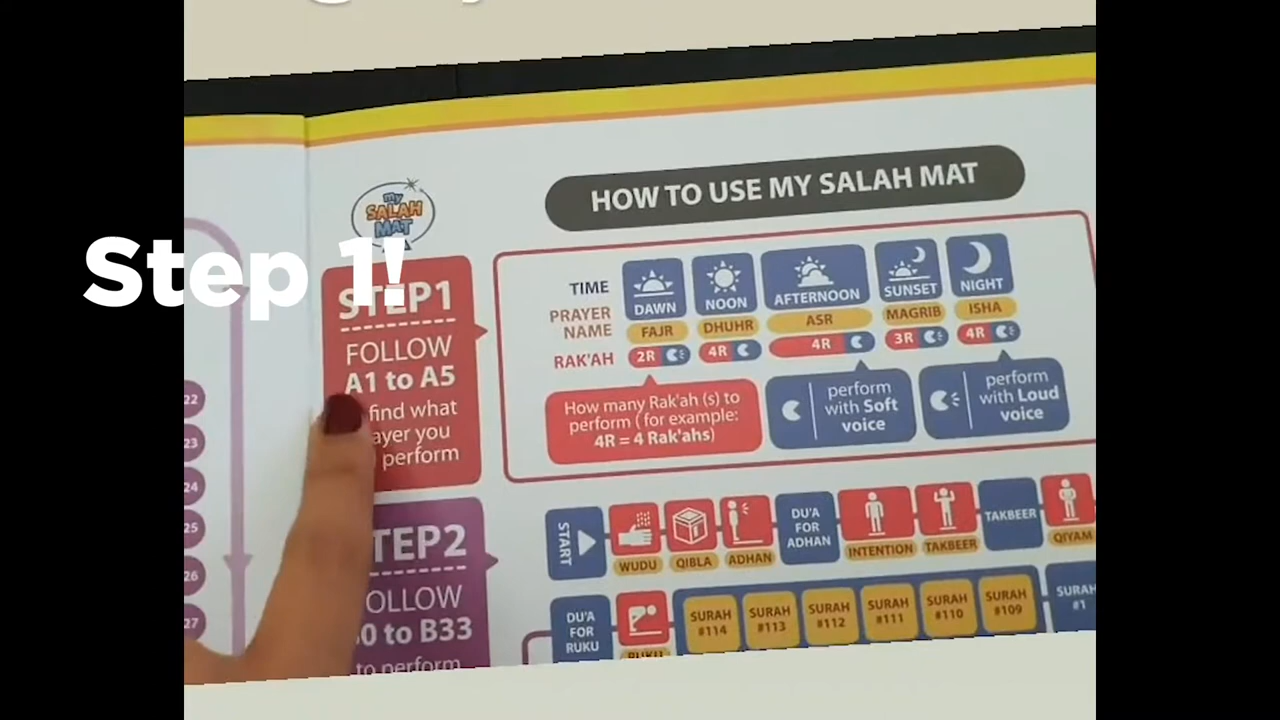 Step 1!
my
SALAH
MAT
HOW TO USE MY SALAH MAT
STEP1
FOLLOW
A1 to A5
find what
ayer you
perform
TIME
DAWN
NOON
AFTERNOON
SUNSET
NIGHT
PRAYER
NAME
FAJR
DHUHR
ASR
MAGRIB
ISHA
RAK'AH
2R
4R
4R
3R
4R
How many Rak'ah (s) to
perform ( for example:
4R = 4 Rak'ahs)
perform
with Soft
voice
perform
with Loud
voice
22
23
24
25
26
27
TEP2
OLLOW
0 to B33
to perform
START
WUDU
QIBLA
ADHAN
DU'A
FOR
ADHAN
INTENTION
TAKBEER
TAKBEER
QIYAM
DU'A
FOR
RUKU
RUKU
SURAH
#114
SURAH
#113
SURAH
#112
SURAH
#111
SURAH
#110
SURAH
#109
SURAH
#1